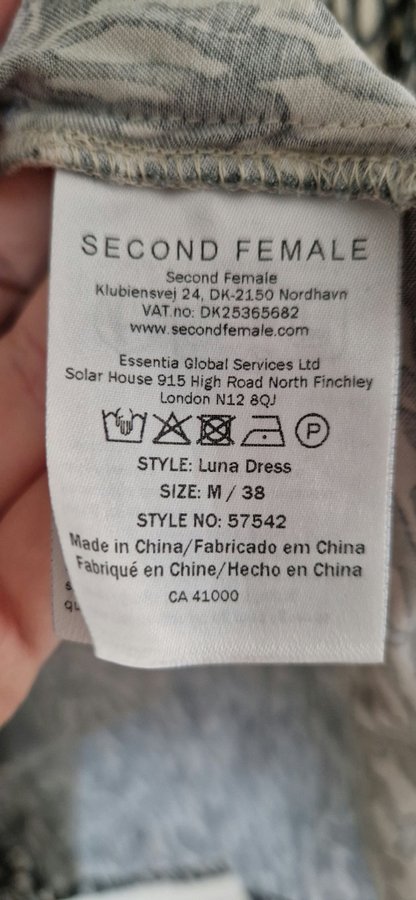 SECOND FEMALE
Second Female
Klubiensvej 24, DK-2150 Nordhavn
VAT.no: DK25365682
www.secondfemale.com
Essentia Global Services Ltd
Solar House 915 High Road North Finchley
London N12 8QJ
P
STYLE: Luna Dress
SIZE: M / 38
STYLE NO: 57542
Made in China/Fabricado em China
Fabriqué en Chine/Hecho en China
CA 41000